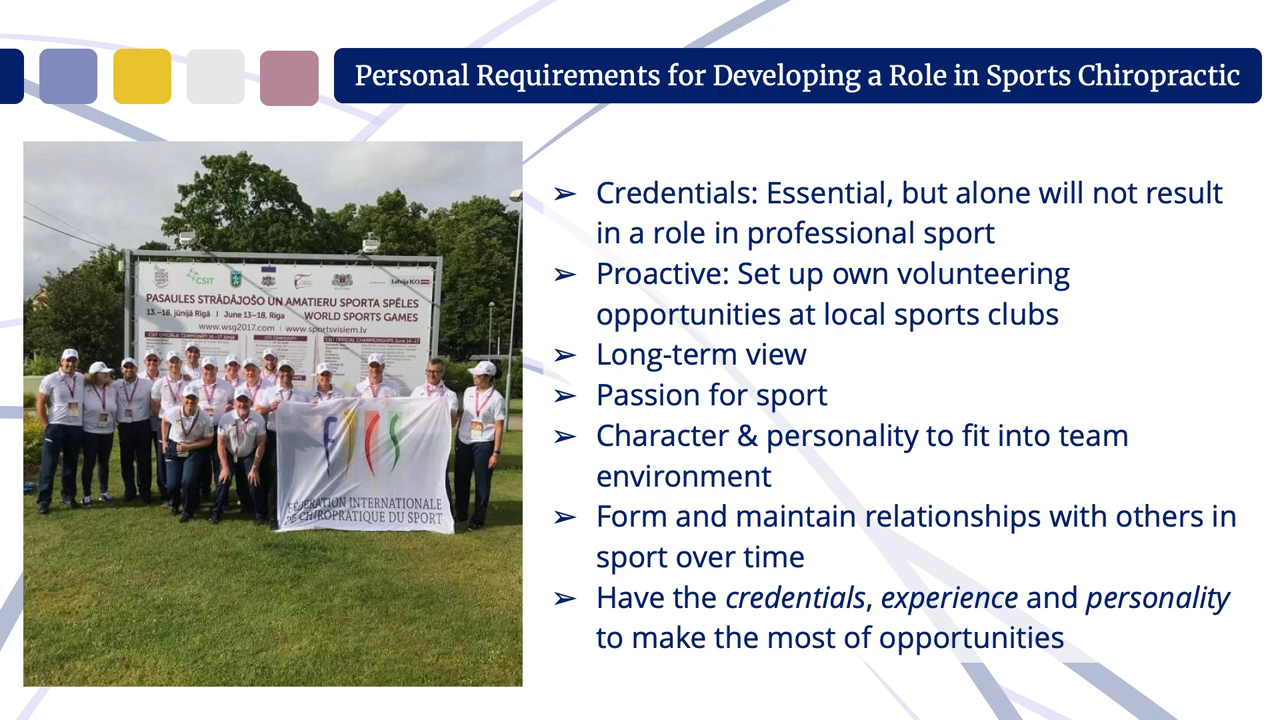 Personal Requirements for Developing a Role in Sports Chiropractic
CSIT
Latvija 100
PASAULES STRĀDĀJOŠO UN AMATIERU SPORTA SPĒLES
13.–18. jūnijā Rīgā | June 13–18, Riga WORLD SPORTS GAMES
www.wsg2017.com | www.sportsvisiem.lv
FICS
FÉDÉRATION INTERNATIONALE
DE CHIROPRATIQUE DU SPORT
➢ Credentials: Essential, but alone will not result
in a role in professional sport
➢ Proactive: Set up own volunteering
opportunities at local sports clubs
➢ Long-term view
➢ Passion for sport
➢ Character & personality to fit into team
environment
➢ Form and maintain relationships with others in
sport over time
➢ Have the credentials, experience and personality
to make the most of opportunities